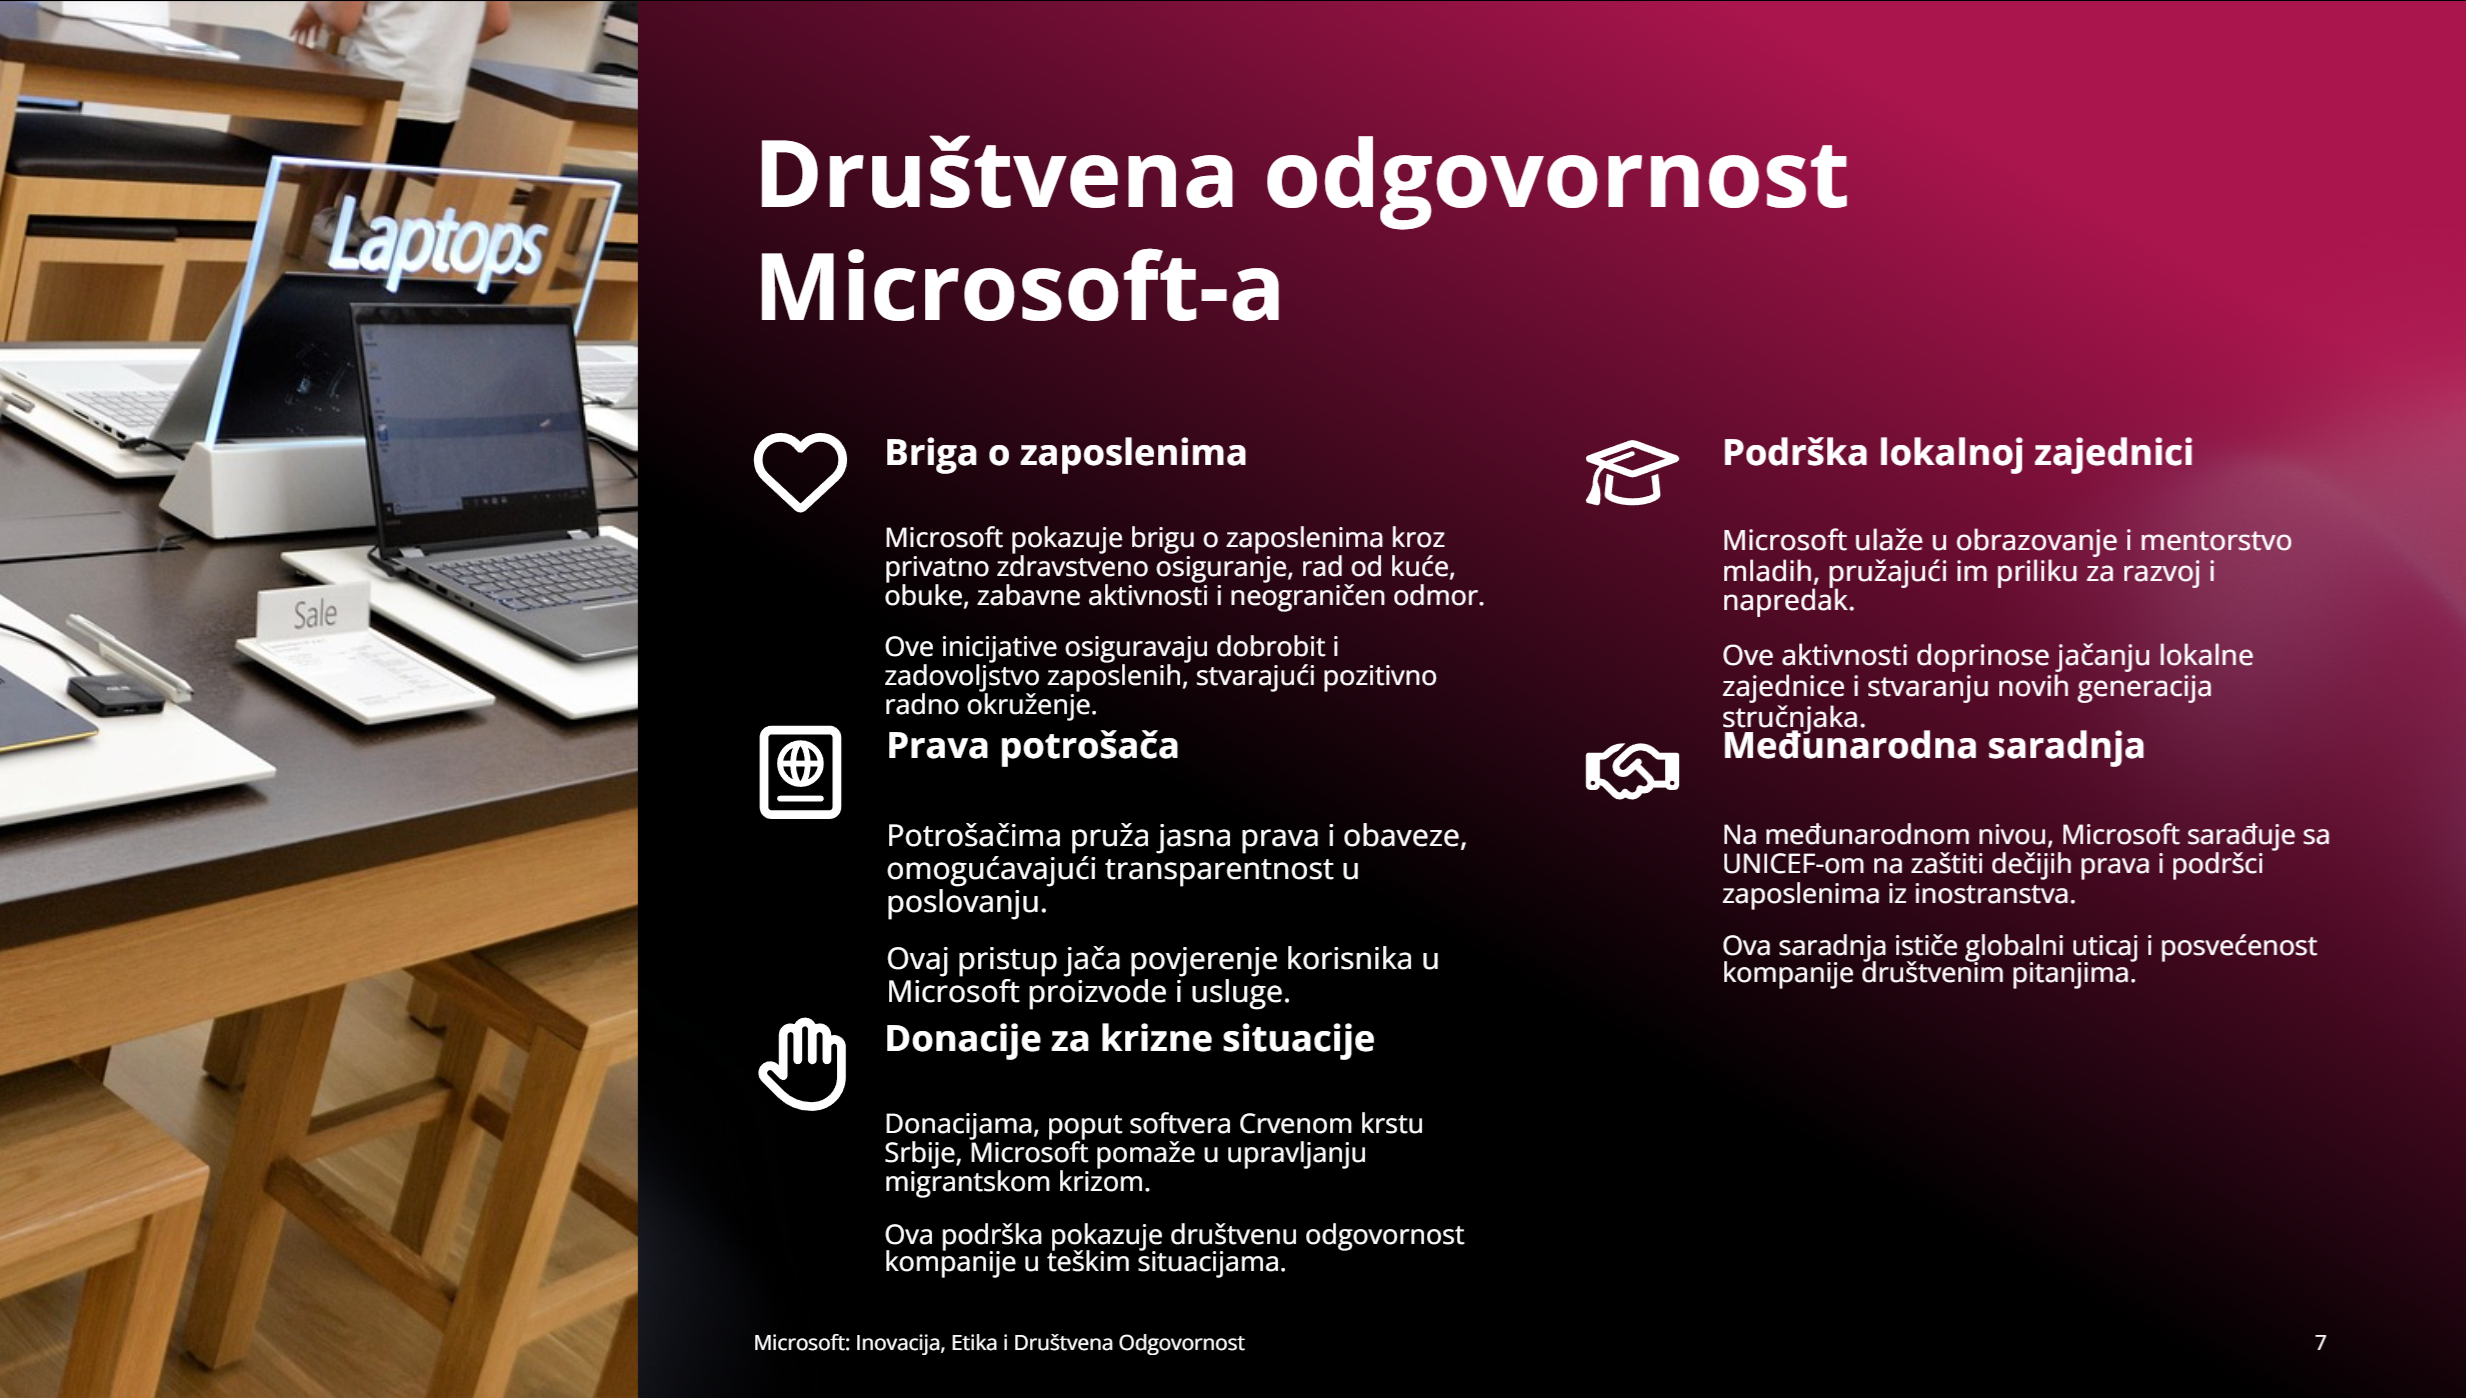 Laptops
Sale
Društvena odgovornost
Microsoft-a
Briga o zaposlenima
Microsoft pokazuje brigu o zaposlenima kroz
privatno zdravstveno osiguranje, rad od kuće,
obuke, zabavne aktivnosti i neograničen odmor.
Ove inicijative osiguravaju dobrobit i
zadovoljstvo zaposlenih, stvarajući pozitivno
radno okruženje.
Podrška lokalnoj zajednici
Microsoft ulaže u obrazovanje i mentorstvo
mladih, pružajući im priliku za razvoj i
napredak.
Ove aktivnosti doprinose jačanju lokalne
zajednice i stvaranju novih generacija
stručnjaka.
Prava potrošača
Potrošačima pruža jasna prava i obaveze,
omogućavajući transparentnost u
poslovanju.
Ovaj pristup jača povjerenje korisnika u
Microsoft proizvode i usluge.
Međunarodna saradnja
Na međunarodnom nivou, Microsoft sarađuje sa
UNICEF-om na zaštiti dečijih prava i podršci
zaposlenima iz inostranstva.
Ova saradnja ističe globalni uticaj i posvećenost
kompanije društvenim pitanjima.
Donacije za krizne situacije
Donacijama, poput softvera Crvenom krstu
Srbije, Microsoft pomaže u upravljanju
migrantskom krizom.
Ova podrška pokazuje društvenu odgovornost
kompanije u teškim situacijama.
Microsoft: Inovacija, Etika i Društvena Odgovornost
7